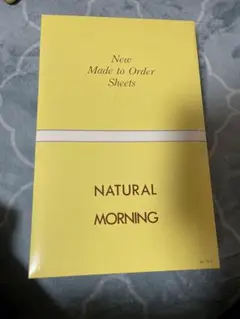 New
Made to Order
Sheets
NATURAL
MORNING